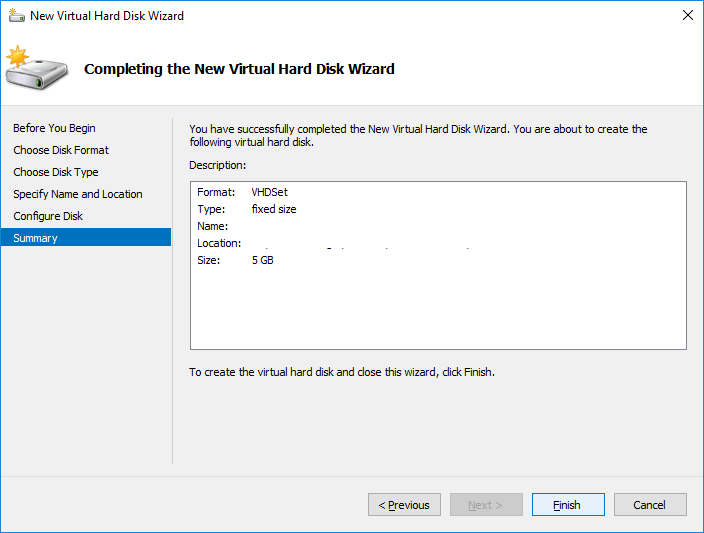 New Virtual Hard Disk Wizard
Completing the New Virtual Hard Disk Wizard
Before You Begin
Choose Disk Format
Choose Disk Type
Specify Name and Location
Configure Disk
Summary
You have successfully completed the New Virtual Hard Disk Wizard. You are about to create the
following virtual hard disk.
Description:
Format: VHDSet
Type: fixed size
Name:
Location:
Size: 5 GB
To create the virtual hard disk and close this wizard, click Finish.
< Previous
Next >
Finish
Cancel